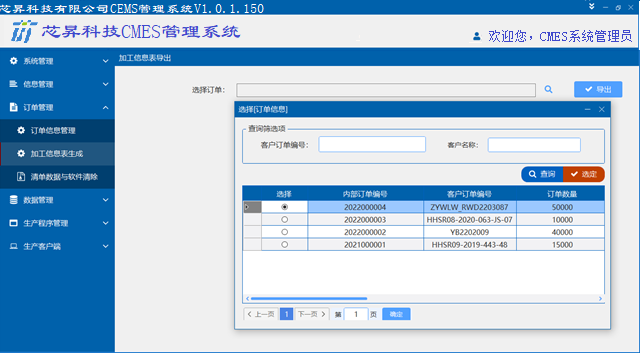 芯昇科技有限公司CEMS管理系统V1.0.1.150
芯昇科技CMES管理系统
欢迎您，CMES系统管理员
系统管理
信息管理
订单管理
订单信息管理
加工信息表生成
清单数据与软件清除
数据管理
生产程序管理
生产客户端
加工信息表导出
选择订单：
导出
选择[订单信息]
查询筛选项
客户订单编号：
客户名称：
查询
选定
选择 内部订单编号 客户订单编号 订单数量
2022000004 ZYWLW_RWD2203087 50000
2022000003 HHSR08-2020-063-JS-07 10000
2022000002 YB2202009 40000
2021000001 HHSR09-2019-443-48 15000
上一页 1 下一页 第 1 页 确定